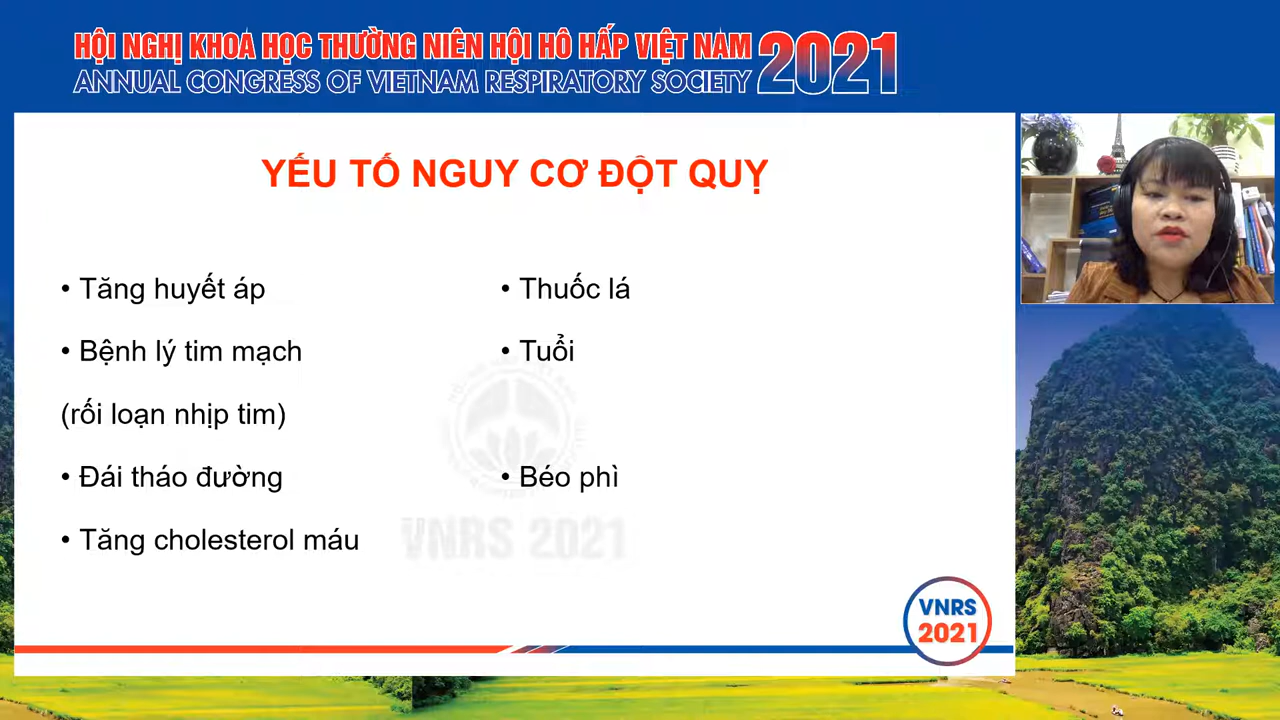 HỘI NGHỊ KHOA HỌC THƯỜNG NIÊN HỘI HÔ HẤP VIỆT NAM 2021
ANNUAL CONGRESS OF VIETNAM RESPIRATORY SOCIETY
YẾU TỐ NGUY CƠ ĐỘT QUỴ
• Tăng huyết áp
• Bệnh lý tim mạch
(rối loạn nhịp tim)
• Đái tháo đường
• Tăng cholesterol máu
• Thuốc lá
• Tuổi
• Béo phì
VNRS 2021
VNRS
2021